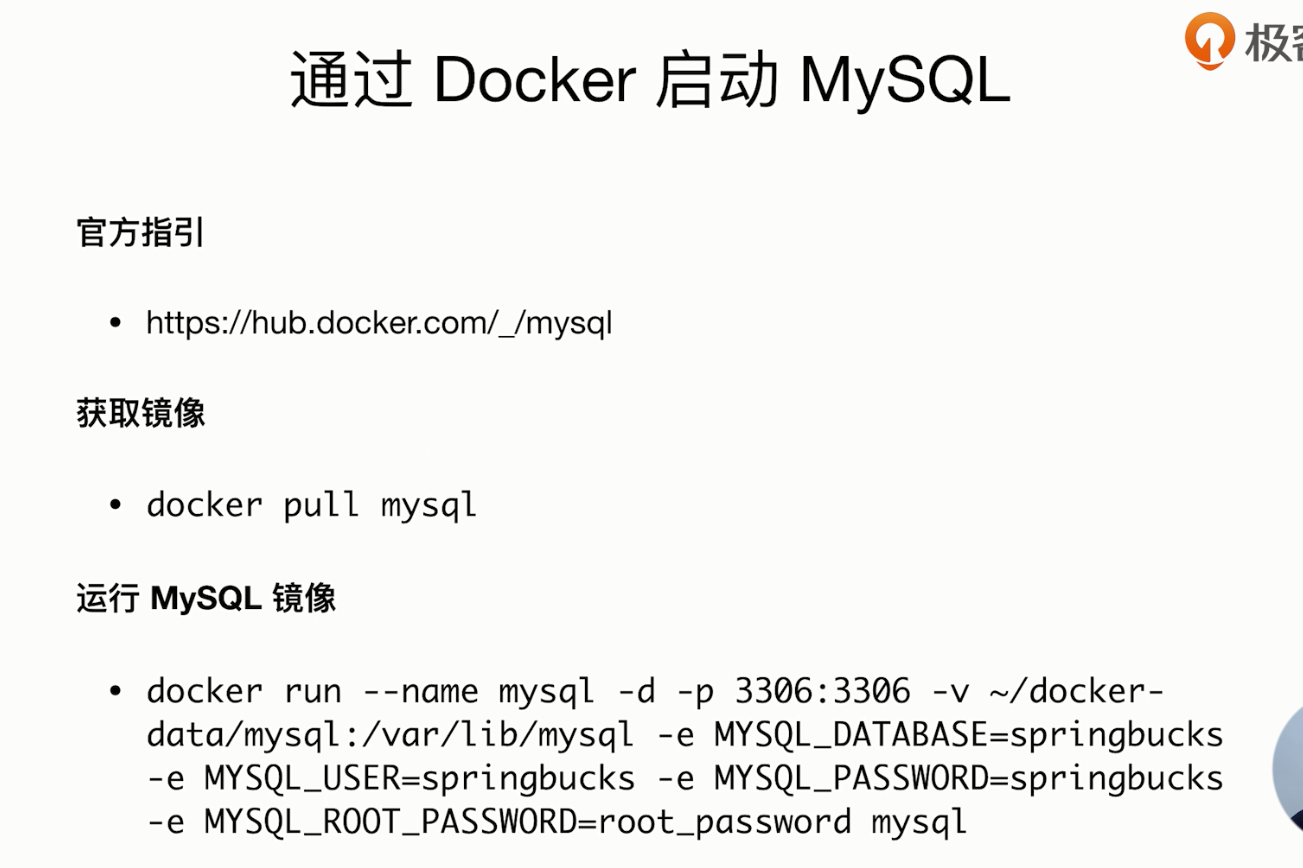 极客
通过 Docker 启动 MySQL
官方指引
• https://hub.docker.com/_/mysql
获取镜像
• docker pull mysql
运行 MySQL 镜像
• docker run --name mysql -d -p 3306:3306 -v ~/docker-
data/mysql:/var/lib/mysql -e MYSQL_DATABASE=springbucks
-e MYSQL_USER=springbucks -e MYSQL_PASSWORD=springbucks
-e MYSQL_ROOT_PASSWORD=root_password mysql